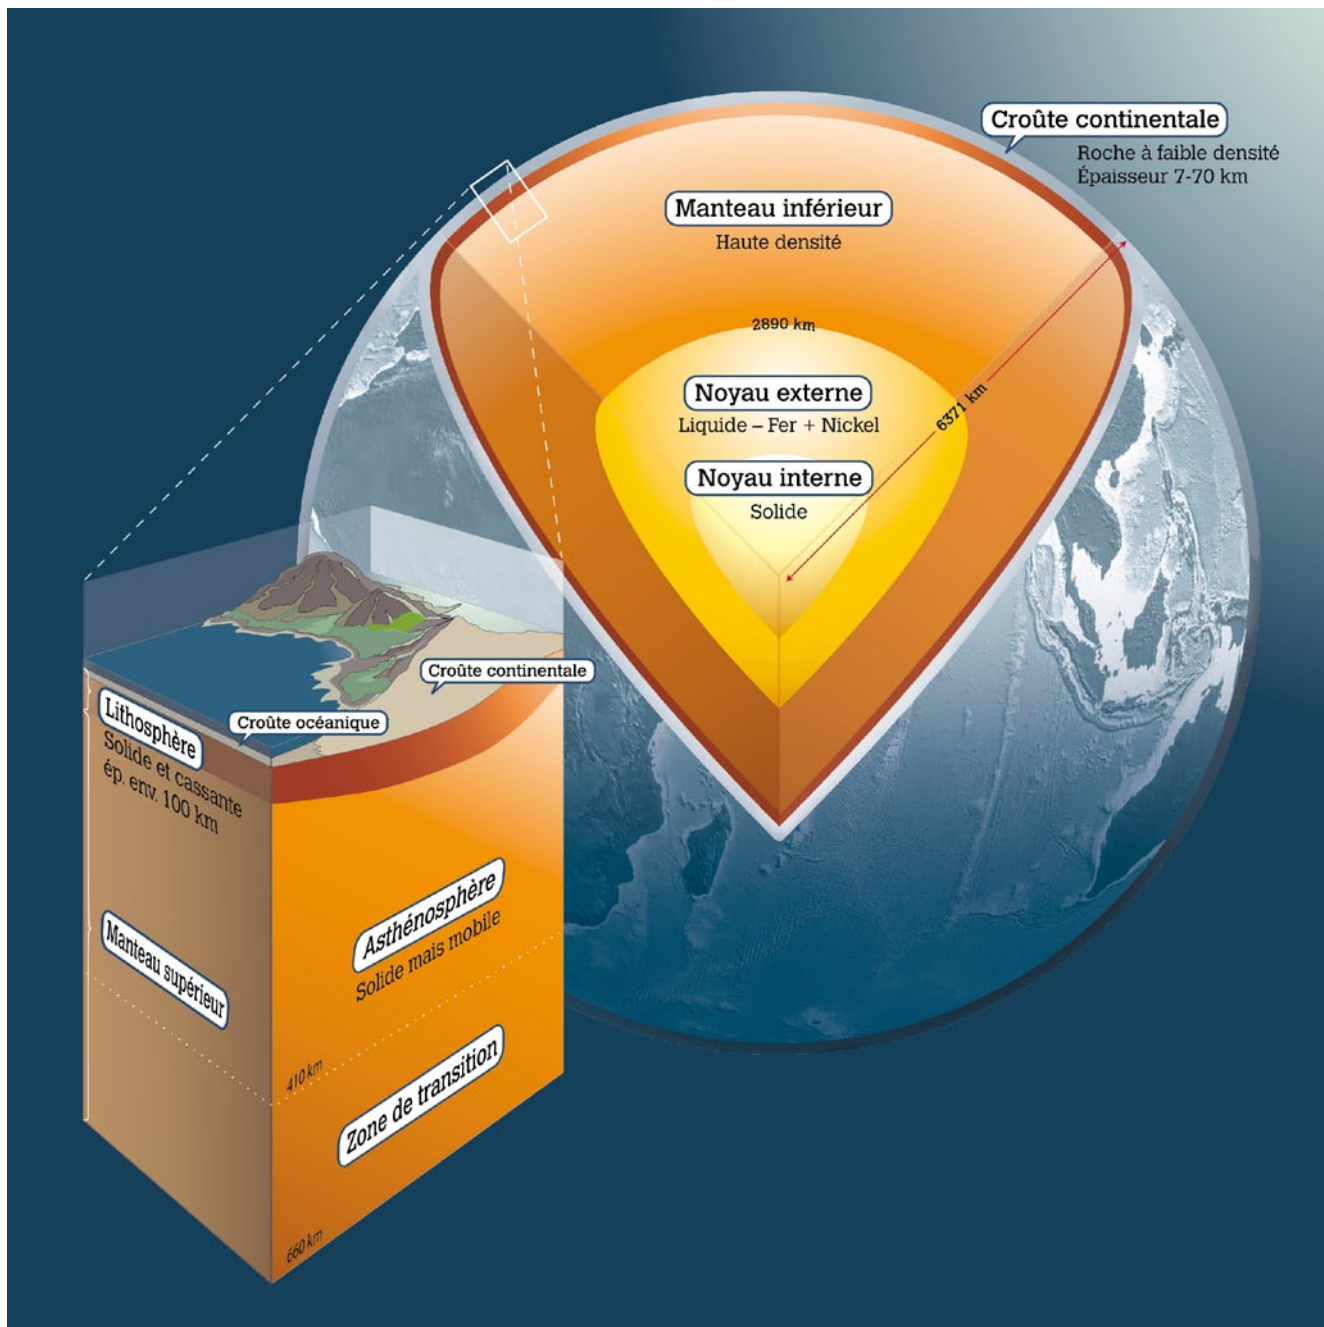 Croûte continentale
Roche à faible densité
Épaisseur 7-70 km
Manteau inférieur
Haute densité
2890 km
Noyau externe
Liquide – Fer + Nickel
6371 km
Noyau interne
Solide
Croûte continentale
Croûte océanique
Lithosphère
Solide et cassante
ép. env. 100 km
Asthénosphère
Solide mais mobile
Manteau supérieur
410 km
Zone de transition
660 km